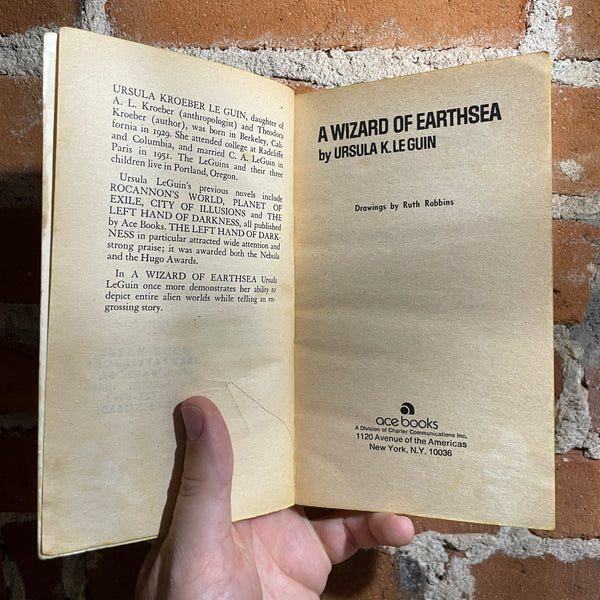 URSULA KROEBER LE GUIN, daughter of
A. L. Kroeber (anthropologist) and Theodora
Kroeber (author), was born in Berkeley, Cali-
fornia in 1929. She attended college at Radcliffe
and Columbia, and married C. A. LeGuin in
Paris in 1951. The LeGuins and their three
children live in Portland, Oregon.
Ursula LeGuin's previous novels include
ROCANNON'S WORLD, PLANET OF
EXILE, CITY OF ILLUSIONS and THE
LEFT HAND OF DARKNESS, all published
by Ace Books. THE LEFT HAND OF DARK-
NESS in particular attracted wide attention and
strong praise; it was awarded both the Nebula
and the Hugo Awards.
In A WIZARD OF EARTHSEA Ursula
LeGuin once more demonstrates her ability to
depict entire alien worlds while telling an en-
grossing story.
A WIZARD OF EARTHSEA
by URSULA K. LE GUIN
Drawings by Ruth Robbins
ace books
A Division of Charter Communications Inc.
1120 Avenue of the Americas
New York, N.Y. 10036